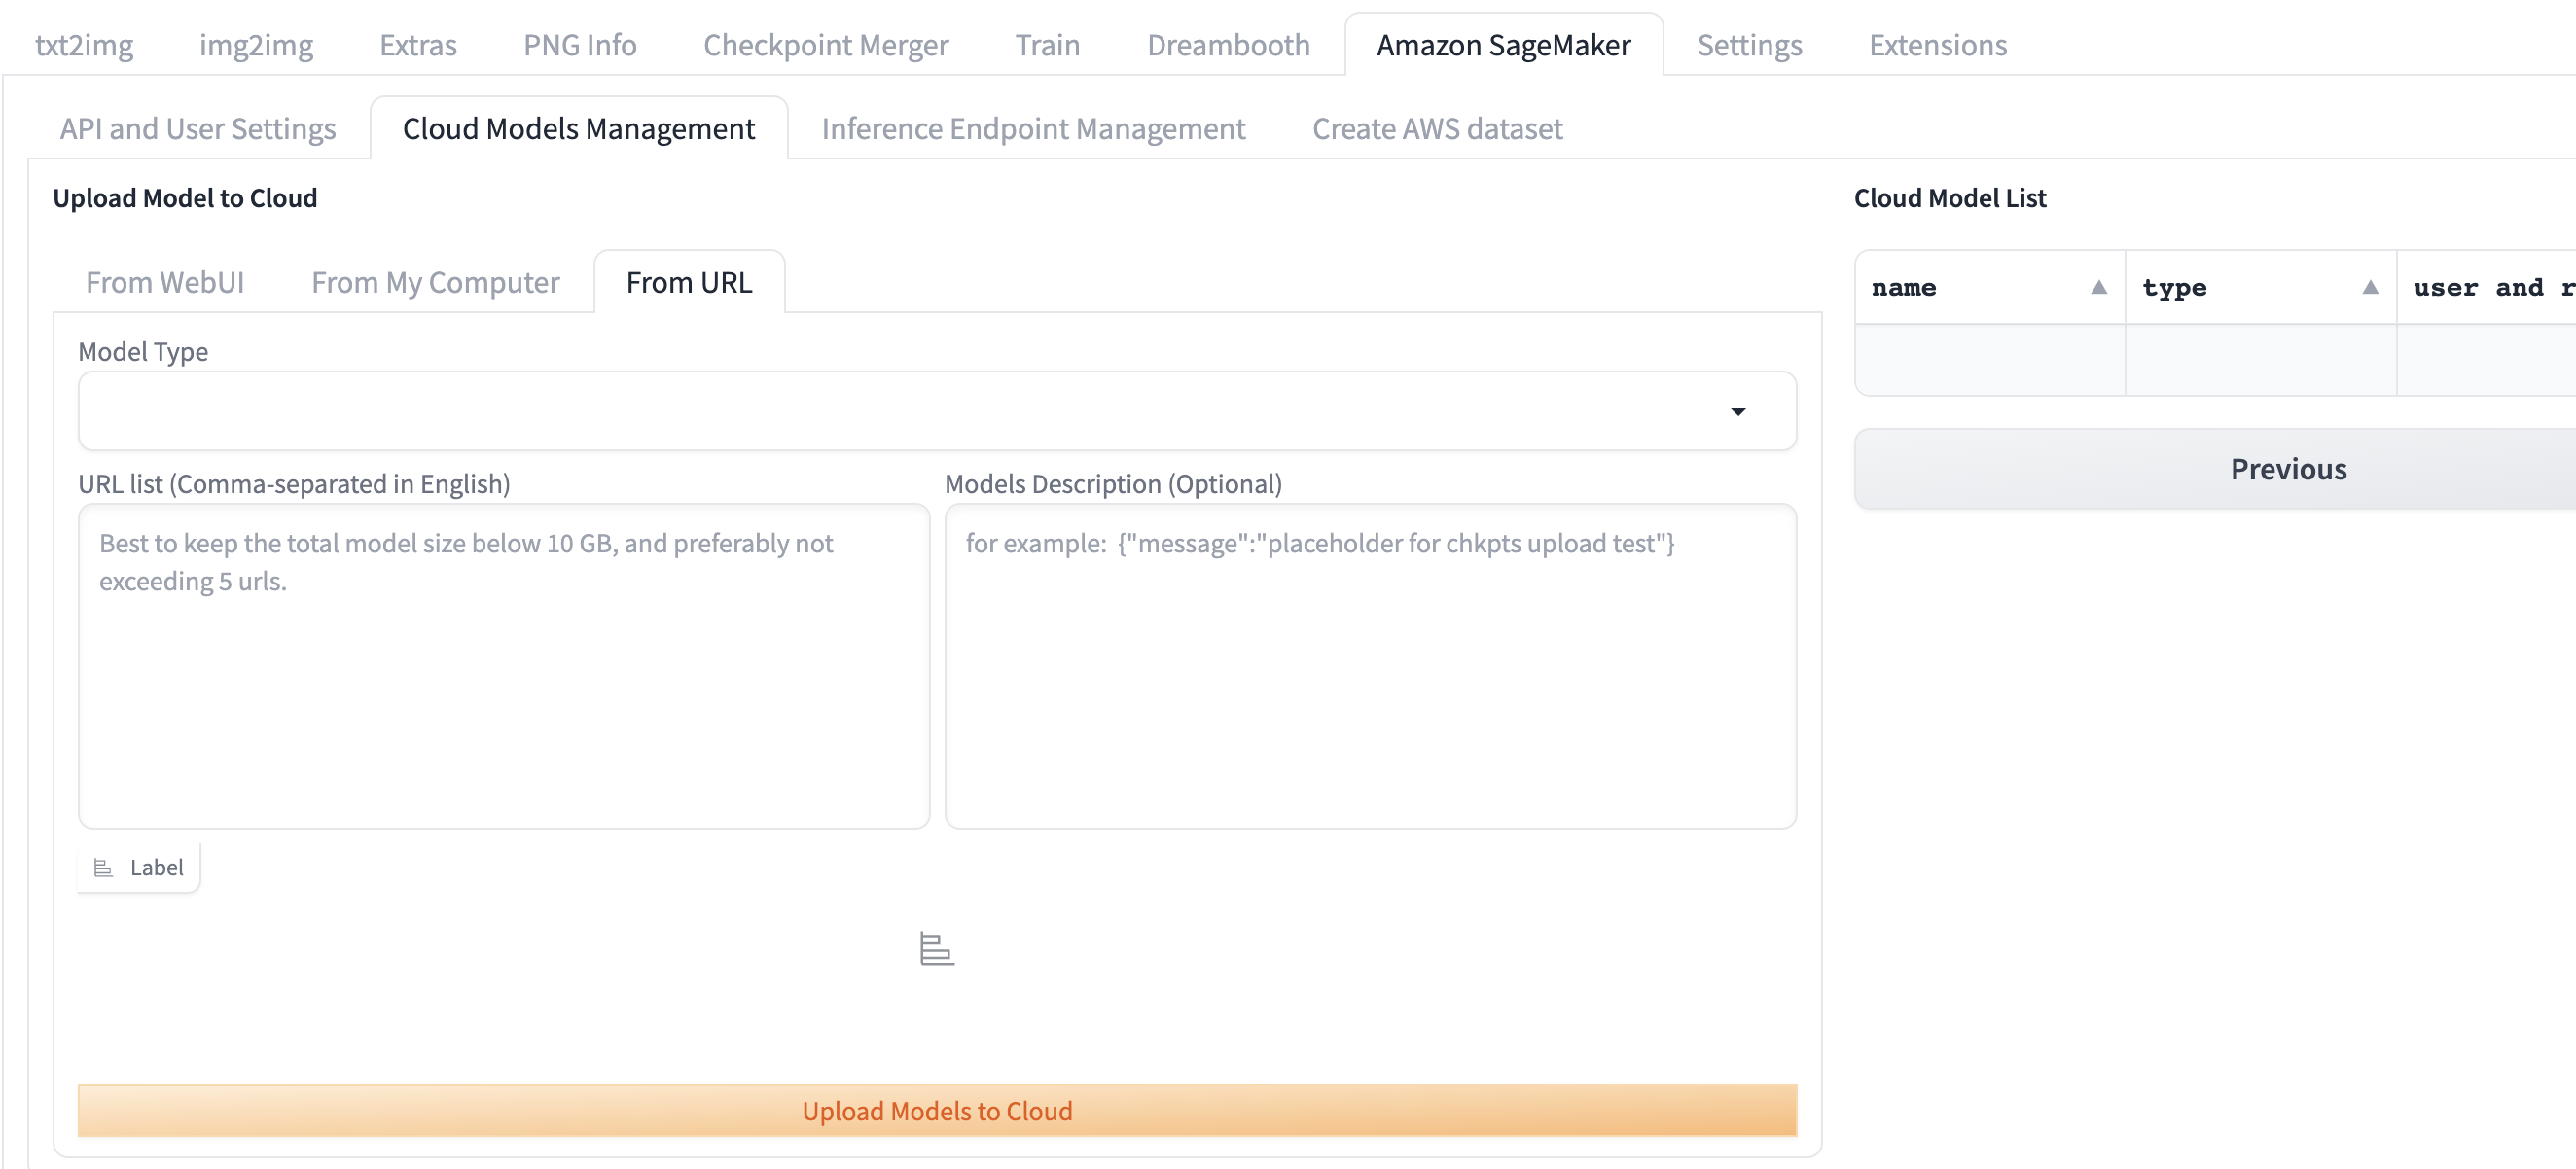 txt2img img2img Extras PNG Info Checkpoint Merger Train Dreambooth Amazon SageMaker Settings Extensions
API and User Settings Cloud Models Management Inference Endpoint Management Create AWS dataset
Upload Model to Cloud
From WebUI From My Computer From URL
Model Type
URL list (Comma-separated in English)
Best to keep the total model size below 10 GB, and preferably not
exceeding 5 urls.
Models Description (Optional)
for example: {"message":"placeholder for chkpts upload test"}
Label
Upload Models to Cloud
Cloud Model List
name type user and r
Previous